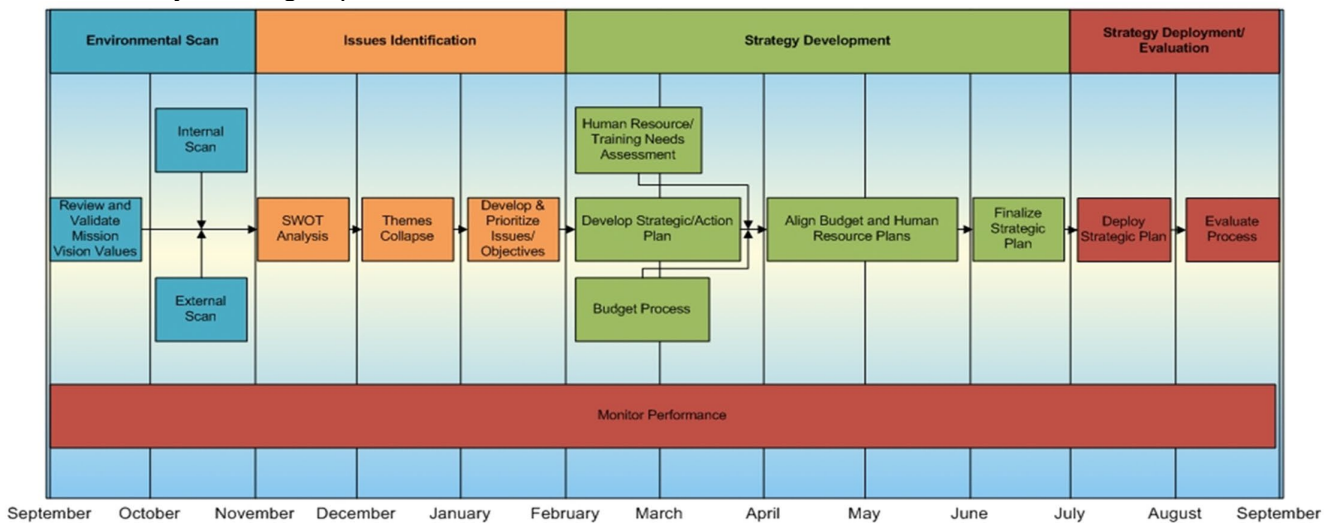 Environmental Scan
Issues Identification
Strategy Development
Strategy Deployment/
Evaluation
Internal
Scan
Human Resource/
Training Needs
Assessment
Review and
Validate
Mission
Vision Values
SWOT
Analysis
Themes
Collapse
Develop &
Prioritize
Issues/
Objectives
Develop Strategic/Action
Plan
Align Budget and Human
Resource Plans
Finalize
Strategic
Plan
Deploy
Strategic Plan
Evaluate
Process
External
Scan
Budget Process
Monitor Performance
September October November December January February March April May June July August September